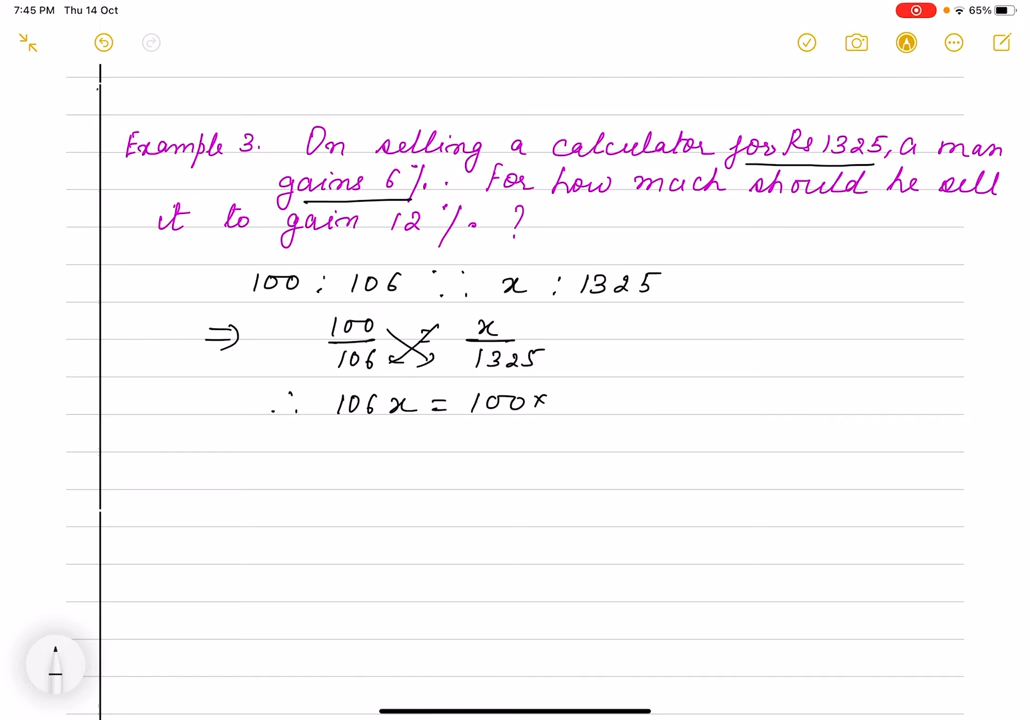 7:45 PM Thu 14 Oct
65%
Example 3. On selling a calculator for Rs 1325, a man
gains 6%. For how mach should he sell
it to gain 12%. ?
100 : 106 ∷ x : 1325
⇒ 100/106 = x/1325
∴ 106x = 100×